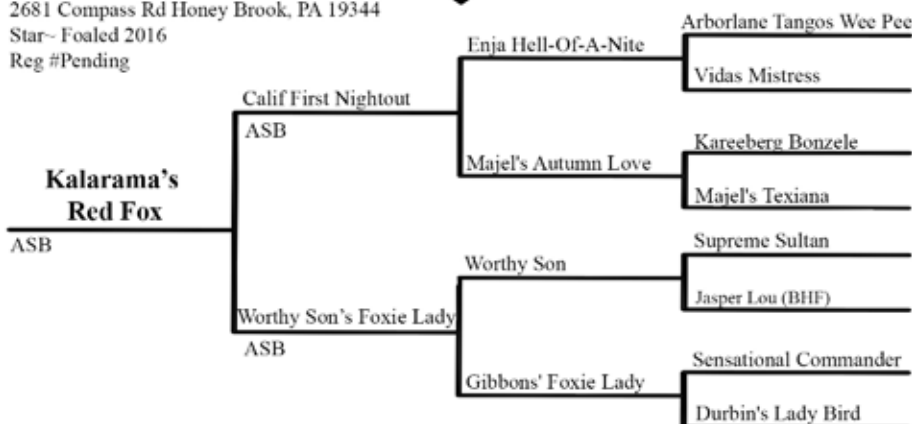 2681 Compass Rd Honey Brook, PA 19344
Star~ Foaled 2016
Reg #Pending
Arborlane Tangos Wee Pee
Enja Hell-Of-A-Nite
Vidas Mistress
Calif First Nightout
ASB
Kareeberg Bonzele
Majel's Autumn Love
Majel's Texiana
Kalarama's
Red Fox
ASB
Supreme Sultan
Worthy Son
Jasper Lou (BHF)
Worthy Son's Foxie Lady
ASB
Sensational Commander
Gibbons' Foxie Lady
Durbin's Lady Bird